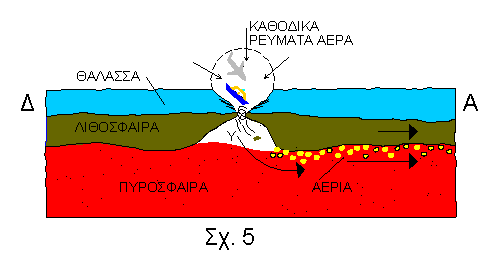 ΚΑΘΟΔΙΚΑ
ΡΕΥΜΑΤΑ ΑΕΡΑ
ΘΑΛΑΣΣΑ
Δ
Α
ΛΙΘΟΣΦΑΙΡΑ
Υ
ΠΥΡΟΣΦΑΙΡΑ
ΑΕΡΙΑ
Σχ. 5